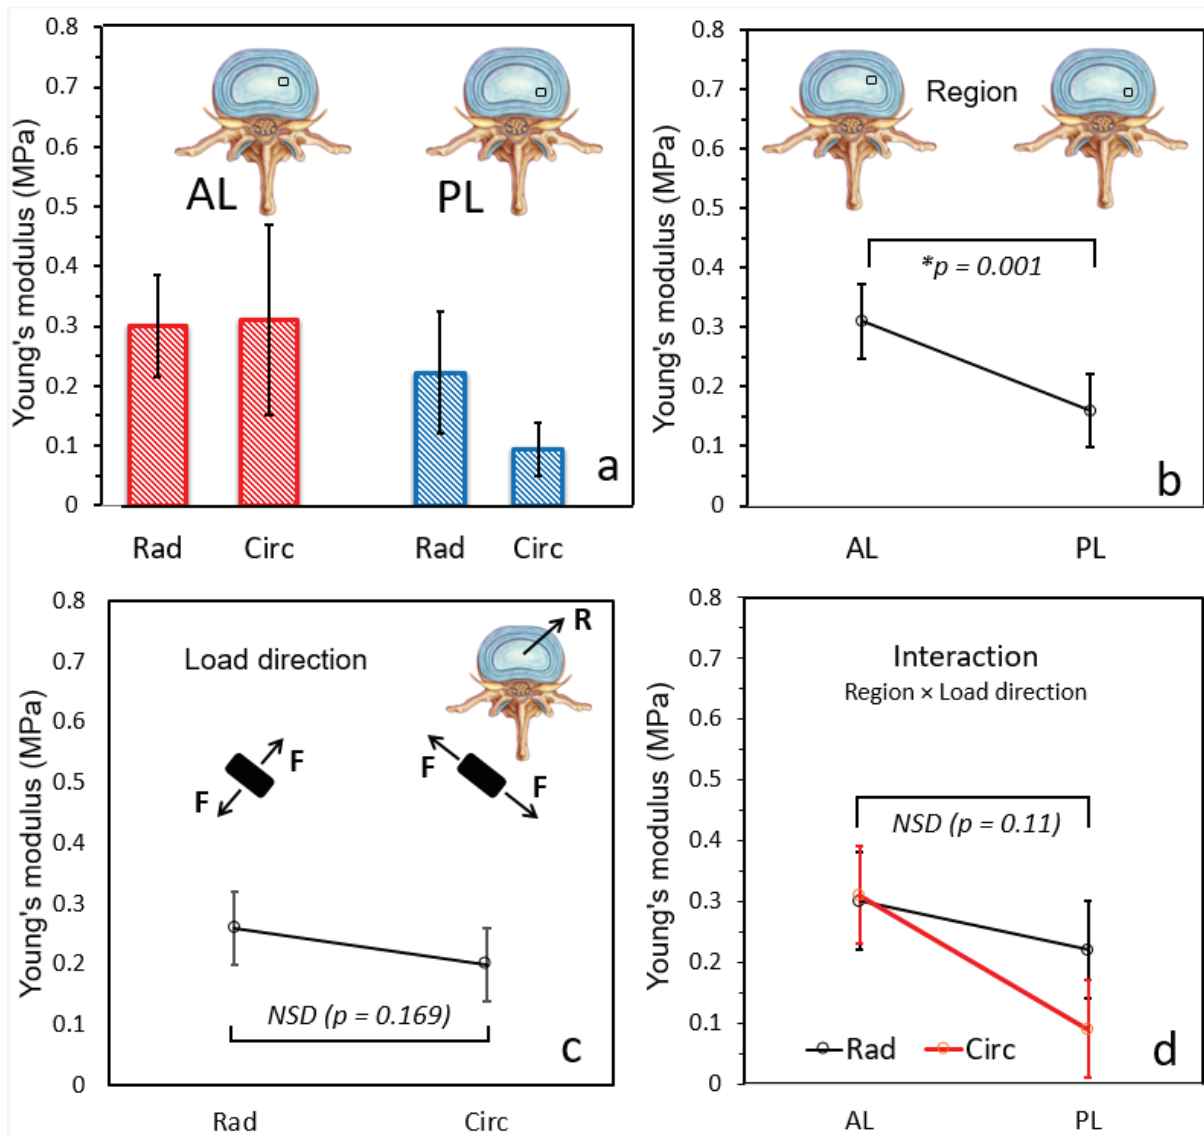 Young's modulus (MPa)
0.8
0.7
0.6
0.5
0.4
0.3
0.2
0.1
0
AL
PL
a
Rad
Circ
Rad
Circ
Young's modulus (MPa)
0.8
0.7
0.6
0.5
0.4
0.3
0.2
0.1
0
Region
*p = 0.001
b
AL
PL
Young's modulus (MPa)
0.8
0.7
0.6
0.5
0.4
0.3
0.2
0.1
0
R
Load direction
F
F
F
F
NSD (p = 0.169)
c
Rad
Circ
Young's modulus (MPa)
0.8
0.7
0.6
0.5
0.4
0.3
0.2
0.1
0
Interaction
Region × Load direction
NSD (p = 0.11)
Rad
Circ
d
AL
PL